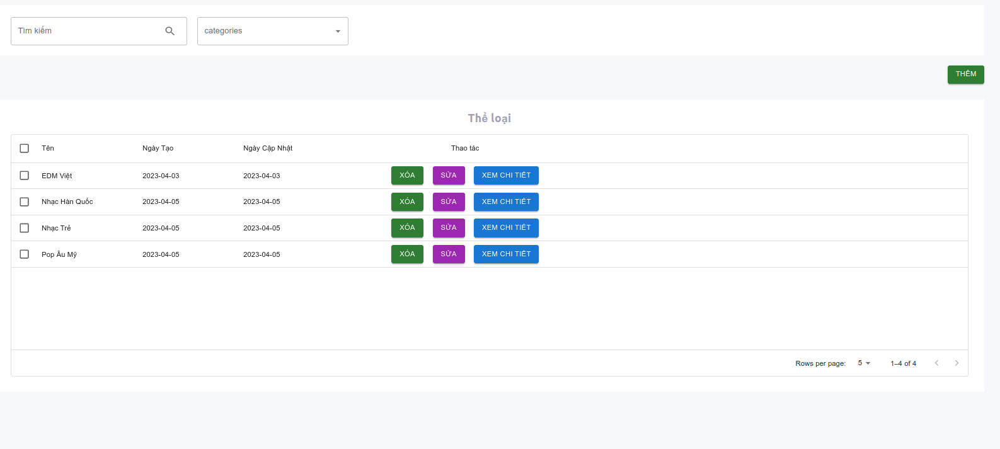 Tìm kiếm categories
THÊM
Thể loại
Tên Ngày Tạo Ngày Cập Nhật Thao tác
EDM Việt 2023-04-03 2023-04-03 XÓA SỬA XEM CHI TIẾT
Nhạc Hàn Quốc 2023-04-05 2023-04-05 XÓA SỬA XEM CHI TIẾT
Nhạc Trẻ 2023-04-05 2023-04-05 XÓA SỬA XEM CHI TIẾT
Pop Âu Mỹ 2023-04-05 2023-04-05 XÓA SỬA XEM CHI TIẾT
Rows per page: 5 1–4 of 4